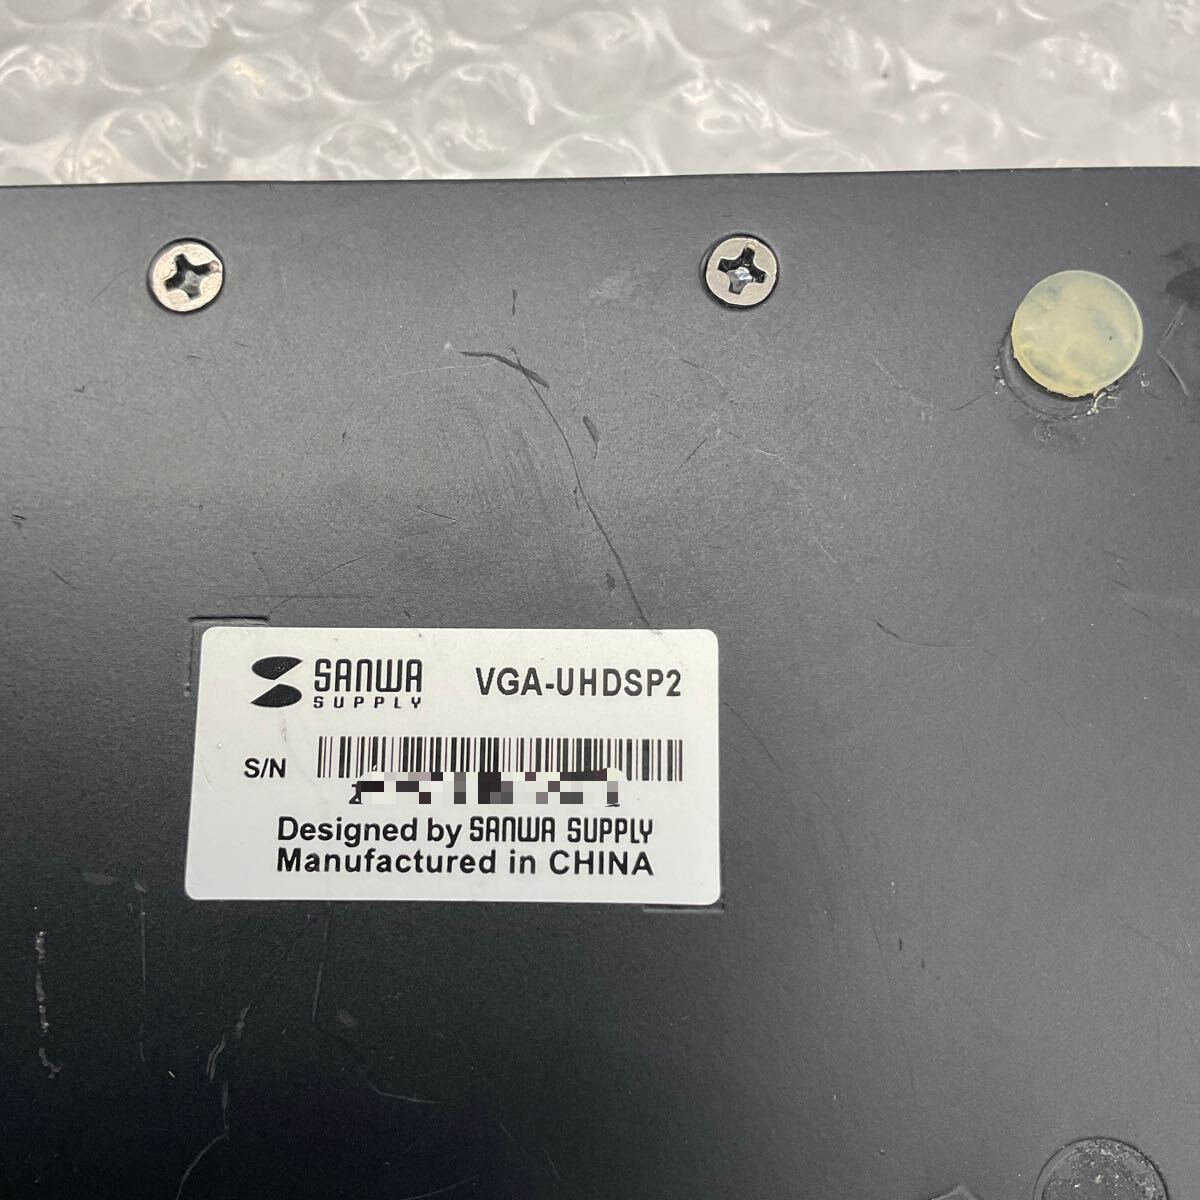 SANWA SUPPLY VGA-UHDSP2
S/N
Designed by SANWA SUPPLY
Manufactured in CHINA